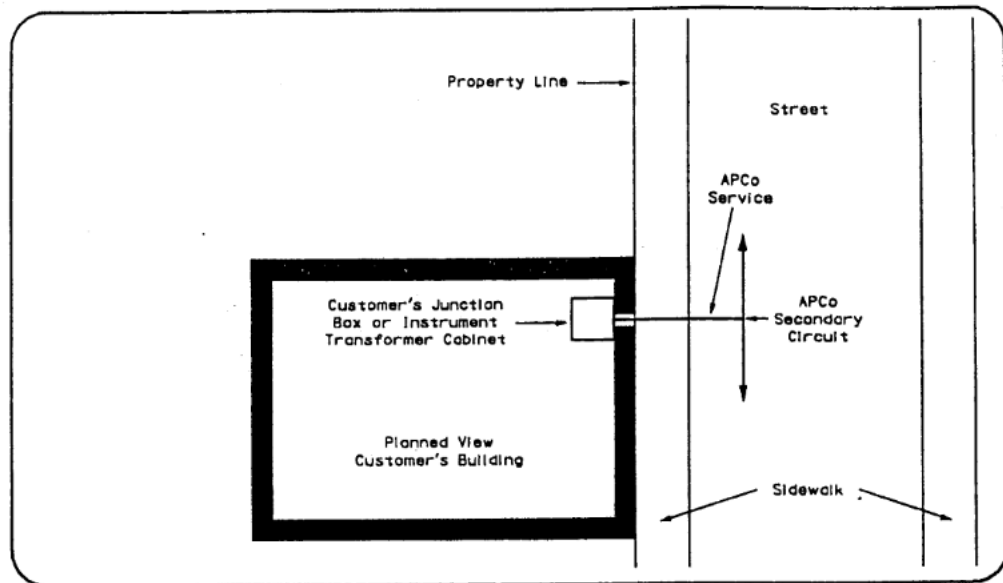 Property Line
Street
APCo
Service
Customer's Junction
Box or Instrument
Transformer Cabinet
APCo
Secondary
Circuit
Planned View
Customer's Building
Sidewalk